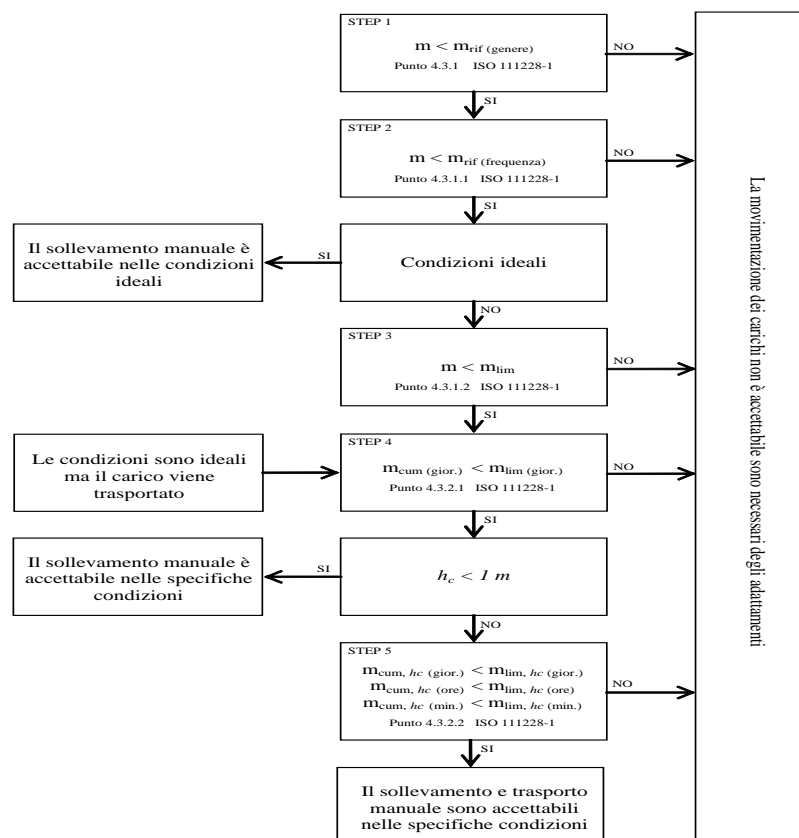 STEP 1
m < mrif (genere)
Punto 4.3.1 ISO 111228-1
NO
SI
STEP 2
m < mrif (frequenza)
Punto 4.3.1.1 ISO 111228-1
NO
SI
Il sollevamento manuale è
accettabile nelle condizioni
ideali
SI
Condizioni ideali
NO
STEP 3
m < mlim
Punto 4.3.1.2 ISO 111228-1
NO
SI
Le condizioni sono ideali
ma il carico viene
trasportato
STEP 4
mcum (gior.) < mlim (gior.)
Punto 4.3.2.1 ISO 111228-1
NO
SI
Il sollevamento manuale è
accettabile nelle specifiche
condizioni
SI
hc < 1 m
NO
STEP 5
mcum, hc (gior.) < mlim, hc (gior.)
mcum, hc (ore) < mlim, hc (ore)
mcum, hc (min.) < mlim, hc (min.)
Punto 4.3.2.2 ISO 111228-1
NO
SI
Il sollevamento e trasporto
manuale sono accettabili
nelle specifiche condizioni
La movimentazione dei carichi non è accettabile sono necessari degli adattamenti